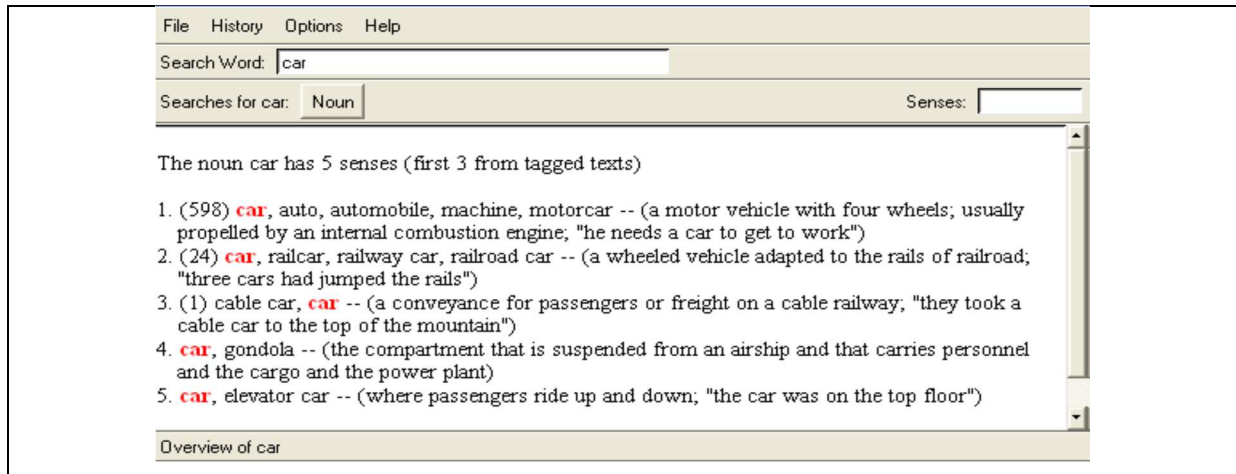 File History Options Help
Search Word: car
Searches for car: Noun Senses:
The noun car has 5 senses (first 3 from tagged texts)
1. (598) car, auto, automobile, machine, motorcar -- (a motor vehicle with four wheels; usually
propelled by an internal combustion engine; "he needs a car to get to work")
2. (24) car, railcar, railway car, railroad car -- (a wheeled vehicle adapted to the rails of railroad;
"three cars had jumped the rails")
3. (1) cable car, car -- (a conveyance for passengers or freight on a cable railway; "they took a
cable car to the top of the mountain")
4. car, gondola -- (the compartment that is suspended from an airship and that carries personnel
and the cargo and the power plant)
5. car, elevator car -- (where passengers ride up and down; "the car was on the top floor")
Overview of car